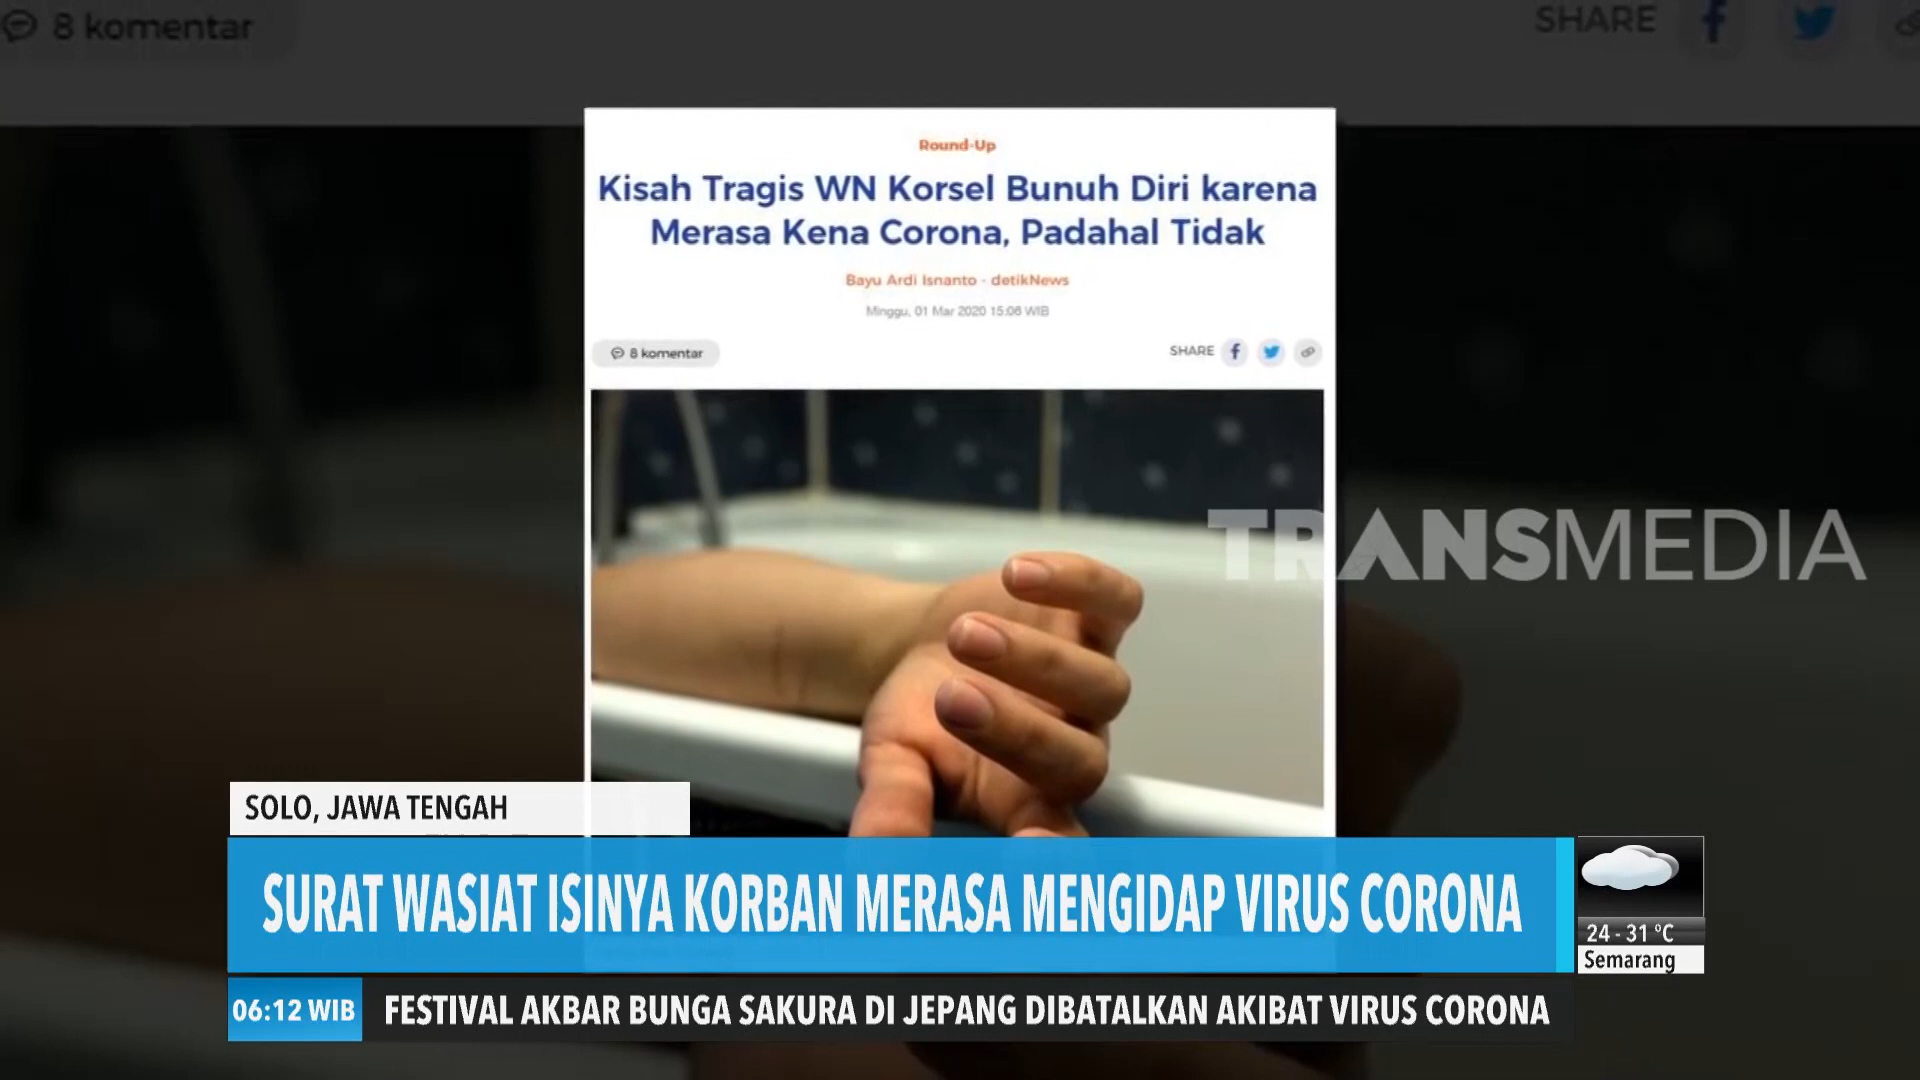 8 komentar
SHARE
Round-Up
Kisah Tragis WN Korsel Bunuh Diri karena
Merasa Kena Corona, Padahal Tidak
Bayu Ardi Isnanto - detikNews
Minggu, 01 Mar 2020 15:06 WIB
8 komentar
SHARE
TRANSMEDIA
SOLO, JAWA TENGAH
SURAT WASIAT ISINYA KORBAN MERASA MENGIDAP VIRUS CORONA
24 - 31 °C
Semarang
06:12 WIB
FESTIVAL AKBAR BUNGA SAKURA DI JEPANG DIBATALKAN AKIBAT VIRUS CORONA